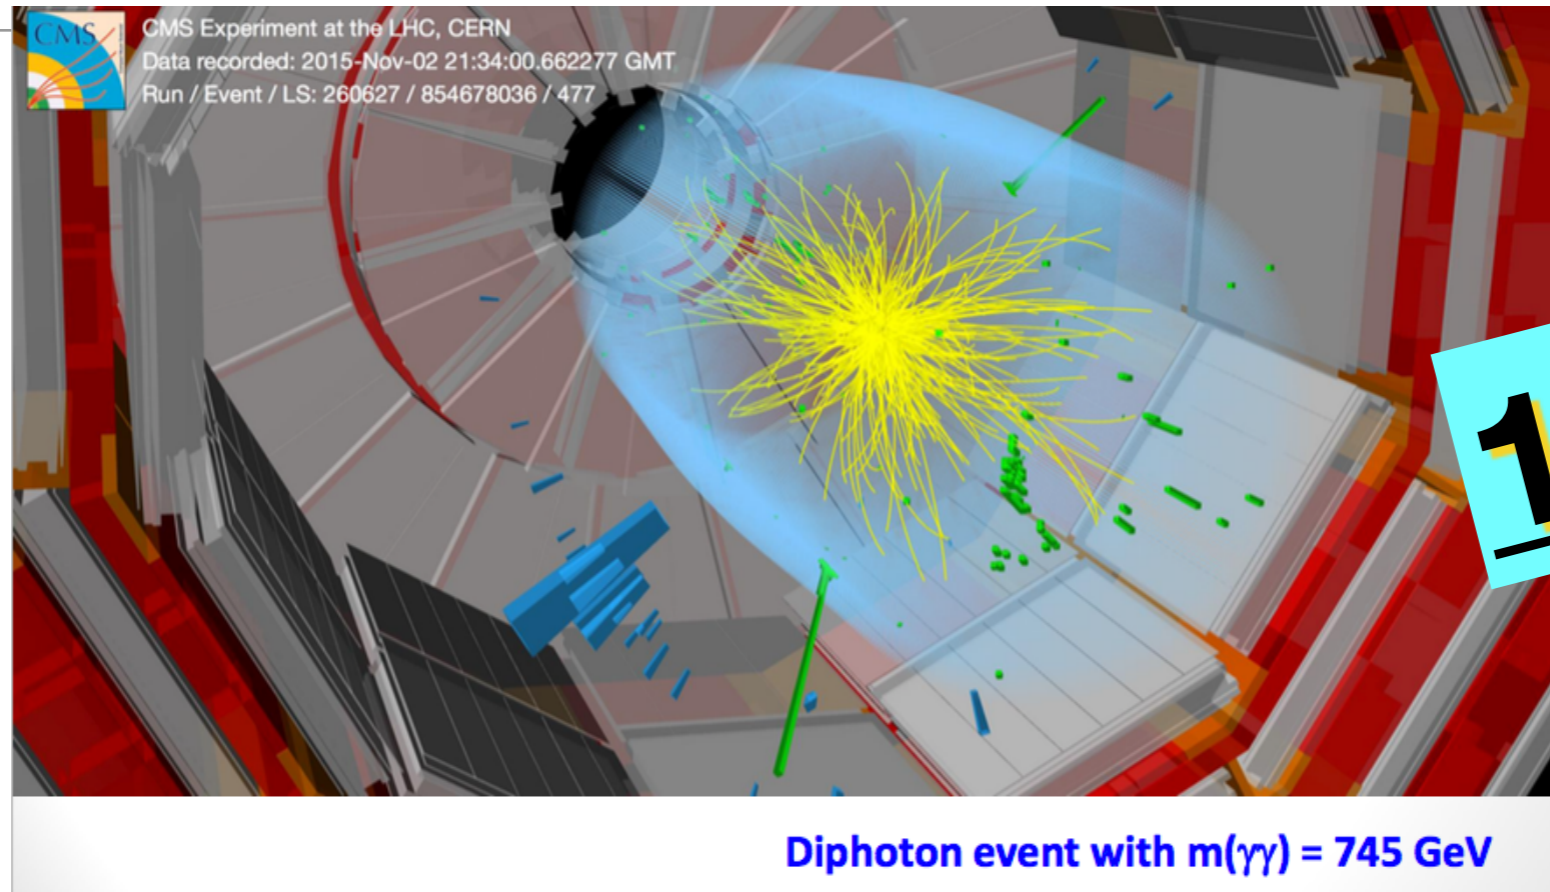 CMS
CMS Experiment at the LHC, CERN
Data recorded: 2015-Nov-02 21:34:00.662277 GMT
Run / Event / LS: 260627 / 854678036 / 477
1
Diphoton event with m(γγ) = 745 GeV